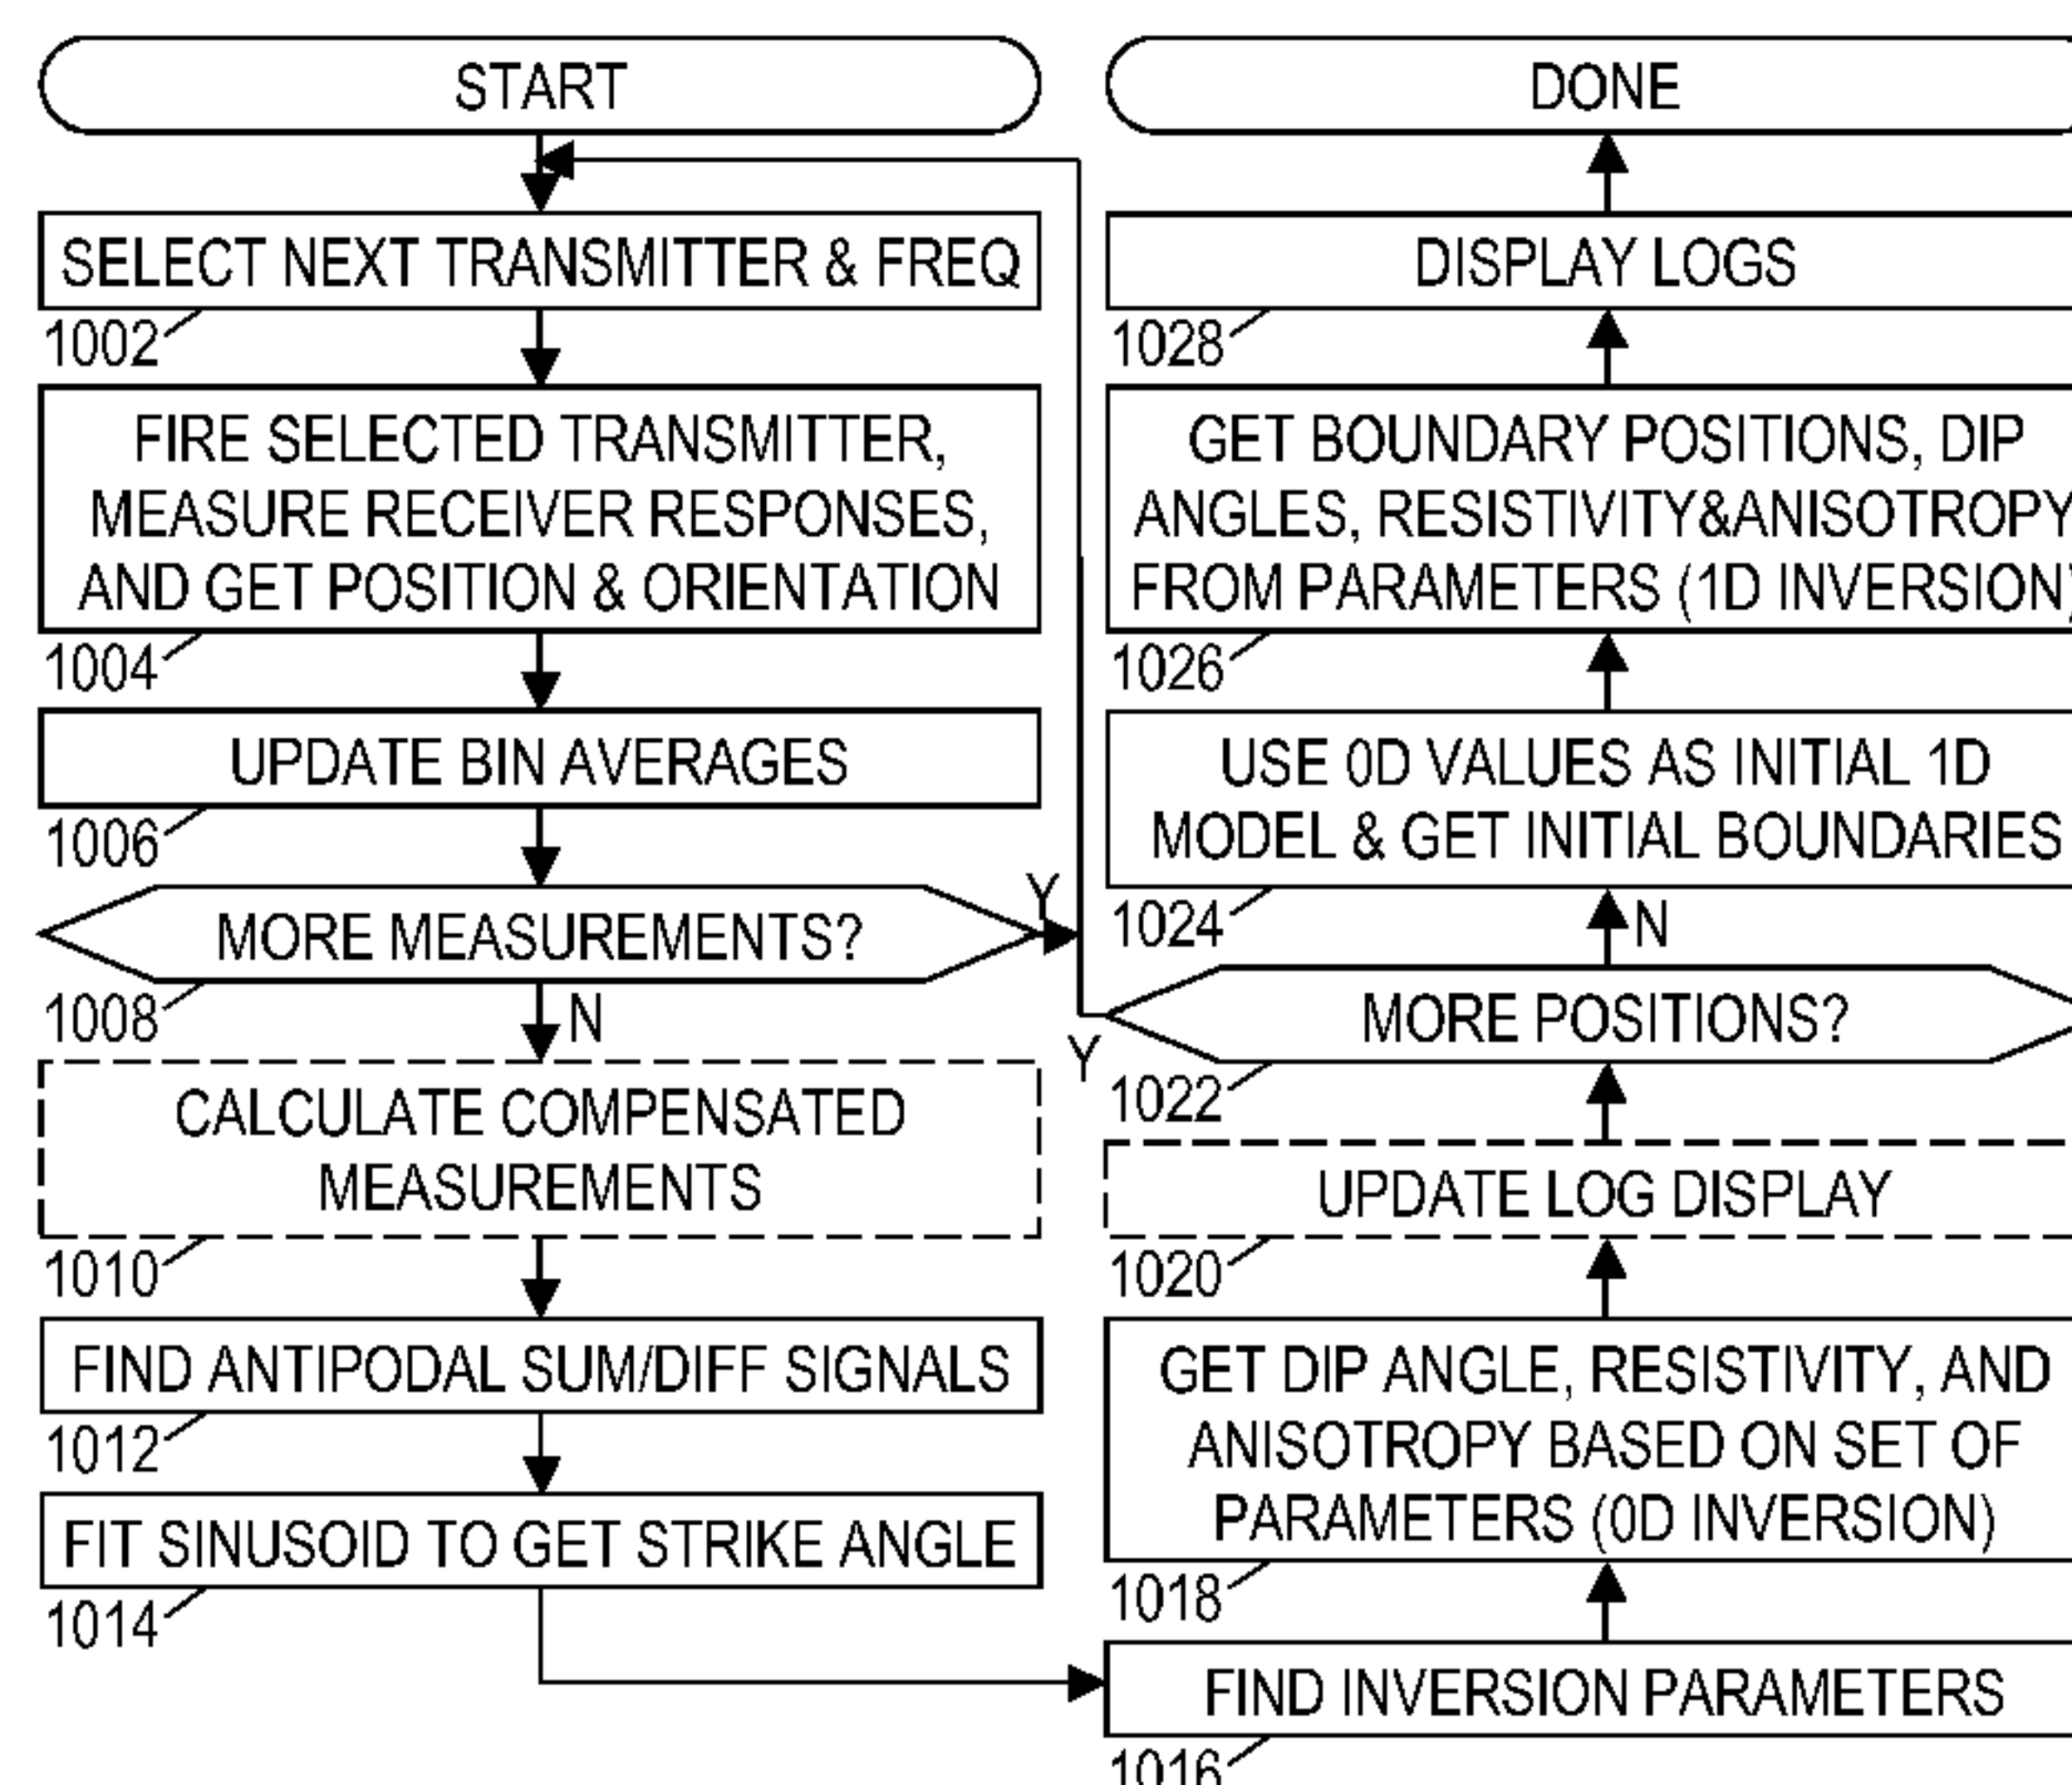 START
SELECT NEXT TRANSMITTER & FREQ
1002
FIRE SELECTED TRANSMITTER,
MEASURE RECEIVER RESPONSES,
AND GET POSITION & ORIENTATION
1004
UPDATE BIN AVERAGES
1006
MORE MEASUREMENTS?
Y
1008
N
CALCULATE COMPENSATED
MEASUREMENTS
1010
FIND ANTIPODAL SUM/DIFF SIGNALS
1012
FIT SINUSOID TO GET STRIKE ANGLE
1014
DONE
DISPLAY LOGS
1028
GET BOUNDARY POSITIONS, DIP
ANGLES, RESISTIVITY&ANISOTROPY
FROM PARAMETERS (1D INVERSION)
1026
USE 0D VALUES AS INITIAL 1D
MODEL & GET INITIAL BOUNDARIES
1024
N
MORE POSITIONS?
Y
1022
UPDATE LOG DISPLAY
1020
GET DIP ANGLE, RESISTIVITY, AND
ANISOTROPY BASED ON SET OF
PARAMETERS (0D INVERSION)
1018
FIND INVERSION PARAMETERS
1016